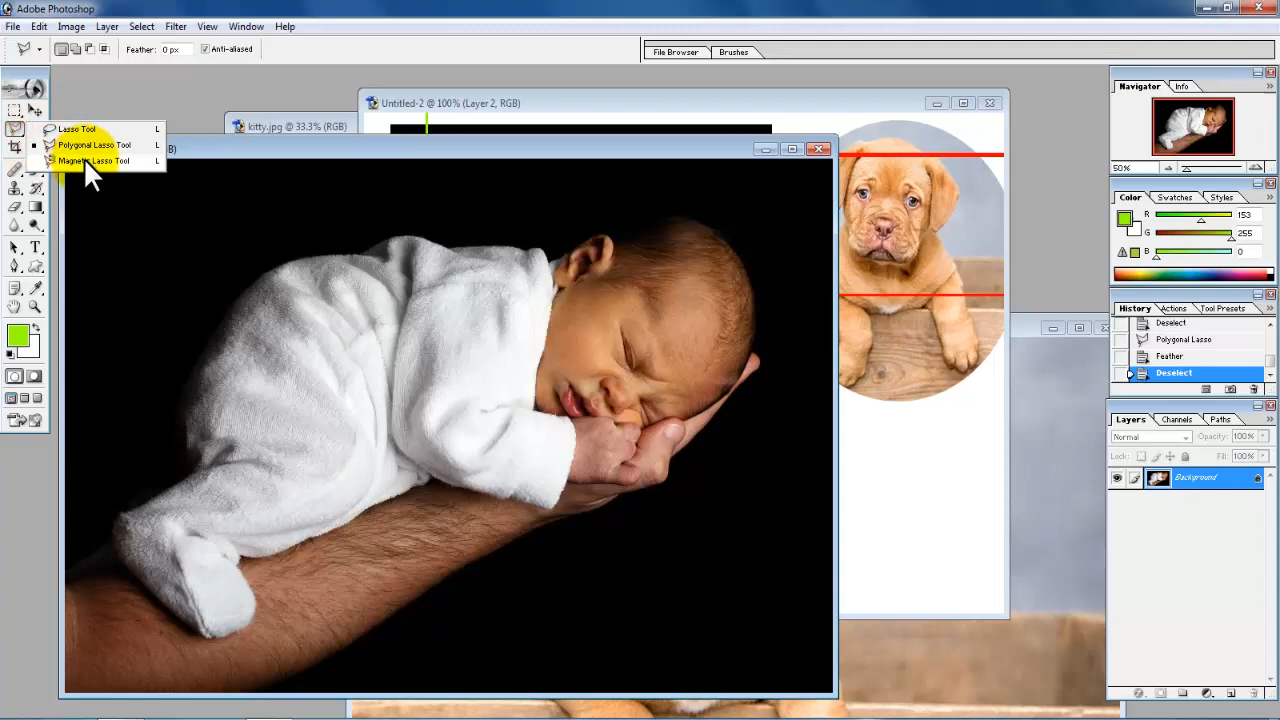 Adobe Photoshop
File Edit Image Layer Select Filter View Window Help
Feather: 0 px Anti-aliased
File Browser Brushes
Untitled-2 @ 100% (Layer 2, RGB)
kitty.jpg @ 33.3% (RGB)
B)
Lasso Tool L
Polygonal Lasso Tool L
Magnetic Lasso Tool L
Navigator Info
50%
Color Swatches Styles
R 153
G 255
B 0
History Actions Tool Presets
Deselect
Polygonal Lasso
Feather
Deselect
Layers Channels Paths
Normal Opacity: 100%
Lock: Fill: 100%
Background